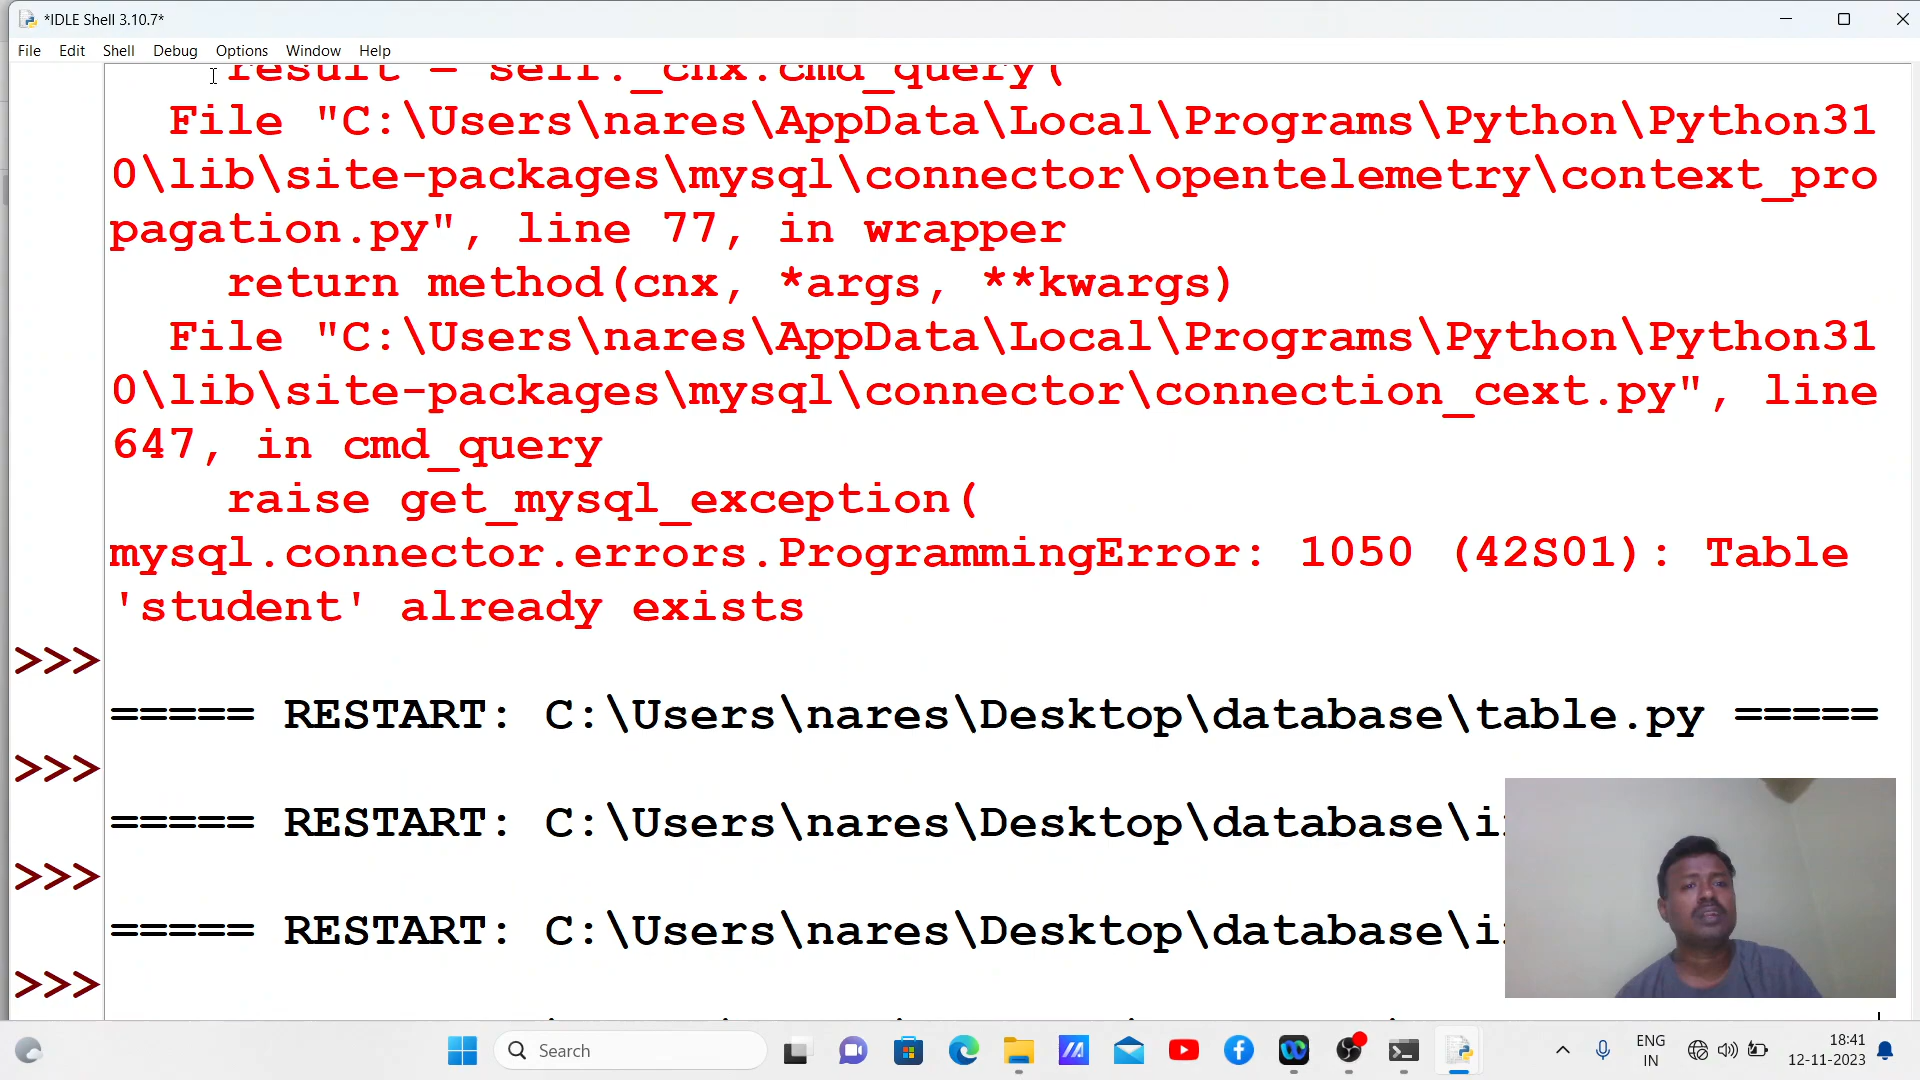 *IDLE Shell 3.10.7*
File Edit Shell Debug Options Window Help
result = self._cnx.cmd_query(
File "C:\Users\nares\AppData\Local\Programs\Python\Python31
0\lib\site-packages\mysql\connector\opentelemetry\context_pro
pagation.py", line 77, in wrapper
return method(cnx, *args, **kwargs)
File "C:\Users\nares\AppData\Local\Programs\Python\Python31
0\lib\site-packages\mysql\connector\connection_cext.py", line
647, in cmd_query
raise get_mysql_exception(
mysql.connector.errors.ProgrammingError: 1050 (42S01): Table
'student' already exists
>>>
===== RESTART: C:\Users\nares\Desktop\database\table.py =====
>>>
===== RESTART: C:\Users\nares\Desktop\database\i
>>>
===== RESTART: C:\Users\nares\Desktop\database\i
>>>
Search
ENG
IN
18:41
12-11-2023